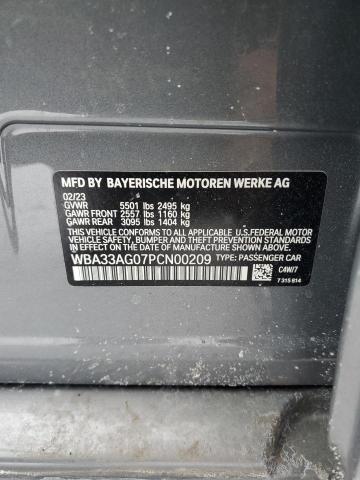 MFD BY BAYERISCHE MOTOREN WERKE AG
02/23
GVWR 5501 lbs 2495 kg
GAWR FRONT 2557 lbs 1160 kg
GAWR REAR 3095 lbs 1404 kg
THIS VEHICLE CONFORMS TO ALL APPLICABLE U.S.FEDERAL MOTOR
VEHICLE SAFETY, BUMPER, AND THEFT PREVENTION STANDARDS
IN EFFECT ON THE DATE OF MANUFACTURE SHOWN ABOVE.
WBA33AG07PCN00209 TYPE: PASSENGER CAR
C4W/7
7 315 814